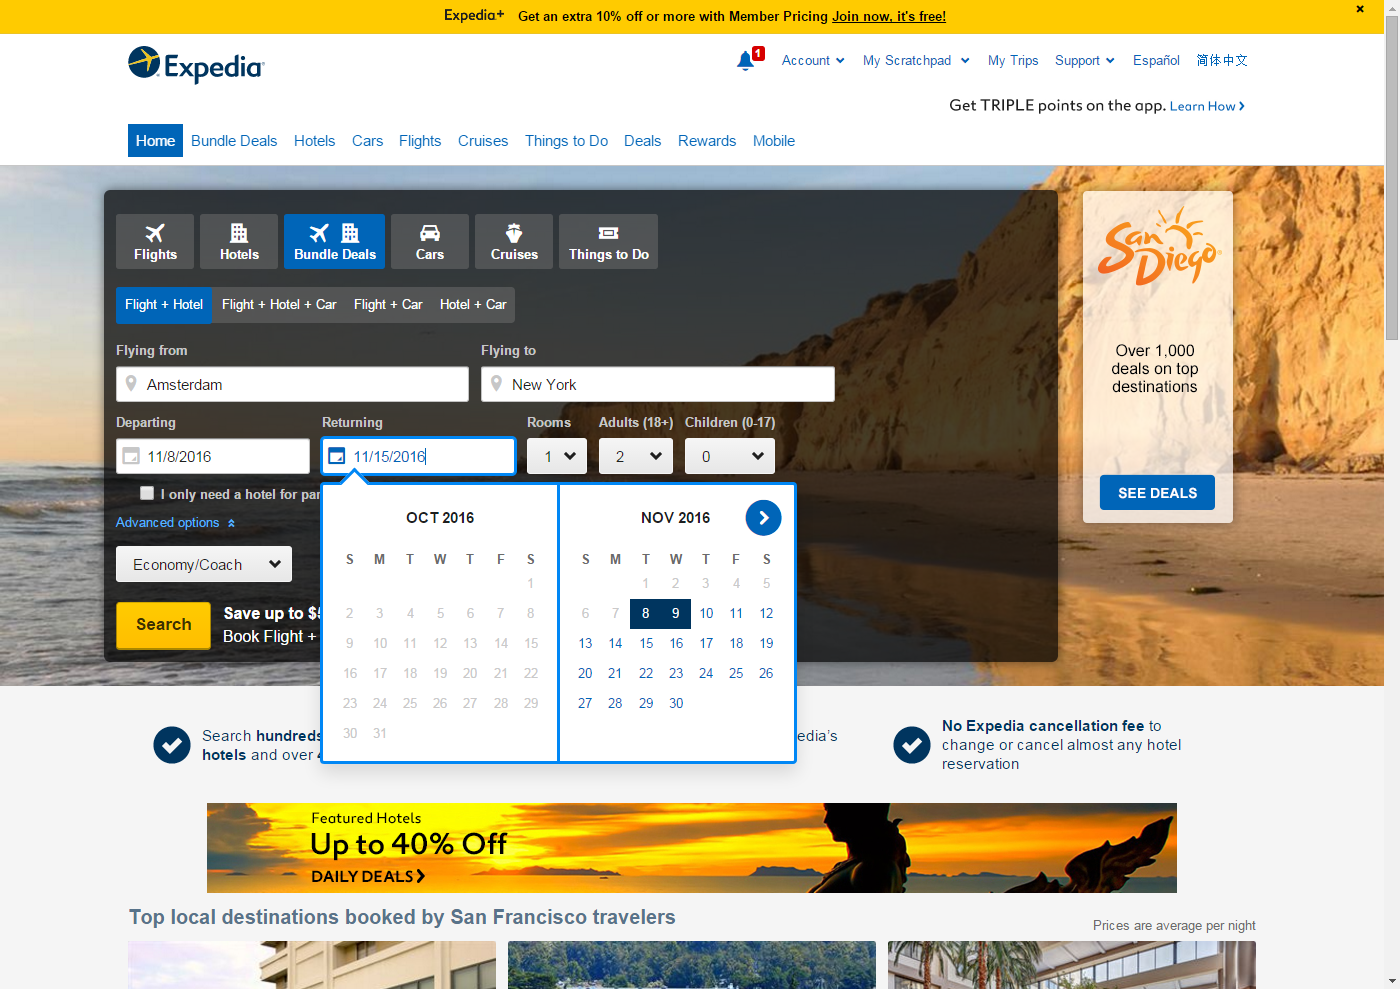 Expedia+ Get an extra 10% off or more with Member Pricing Join now, it's free!
Expedia
1
Account
My Scratchpad
My Trips
Support
Español
简体中文
Get TRIPLE points on the app. Learn How
Home
Bundle Deals
Hotels
Cars
Flights
Cruises
Things to Do
Deals
Rewards
Mobile
Flights
Hotels
Bundle Deals
Cars
Cruises
Things to Do
Flight + Hotel
Flight + Hotel + Car
Flight + Car
Hotel + Car
Flying from
Flying to
Amsterdam
New York
Departing
Returning
Rooms
Adults (18+)
Children (0-17)
11/8/2016
11/15/2016
1
2
0
I only need a hotel for par
Advanced options
Economy/Coach
Search
Save up to $5
Book Flight +
OCT 2016
S M T W T F S
1
2 3 4 5 6 7 8
9 10 11 12 13 14 15
16 17 18 19 20 21 22
23 24 25 26 27 28 29
30 31
NOV 2016
S M T W T F S
1 2 3 4 5
6 7 8 9 10 11 12
13 14 15 16 17 18 19
20 21 22 23 24 25 26
27 28 29 30
San Diego
Over 1,000
deals on top
destinations
SEE DEALS
Search hundreds
hotels and over
edia's
No Expedia cancellation fee to
change or cancel almost any hotel
reservation
Featured Hotels
Up to 40% Off
DAILY DEALS
Top local destinations booked by San Francisco travelers
Prices are average per night